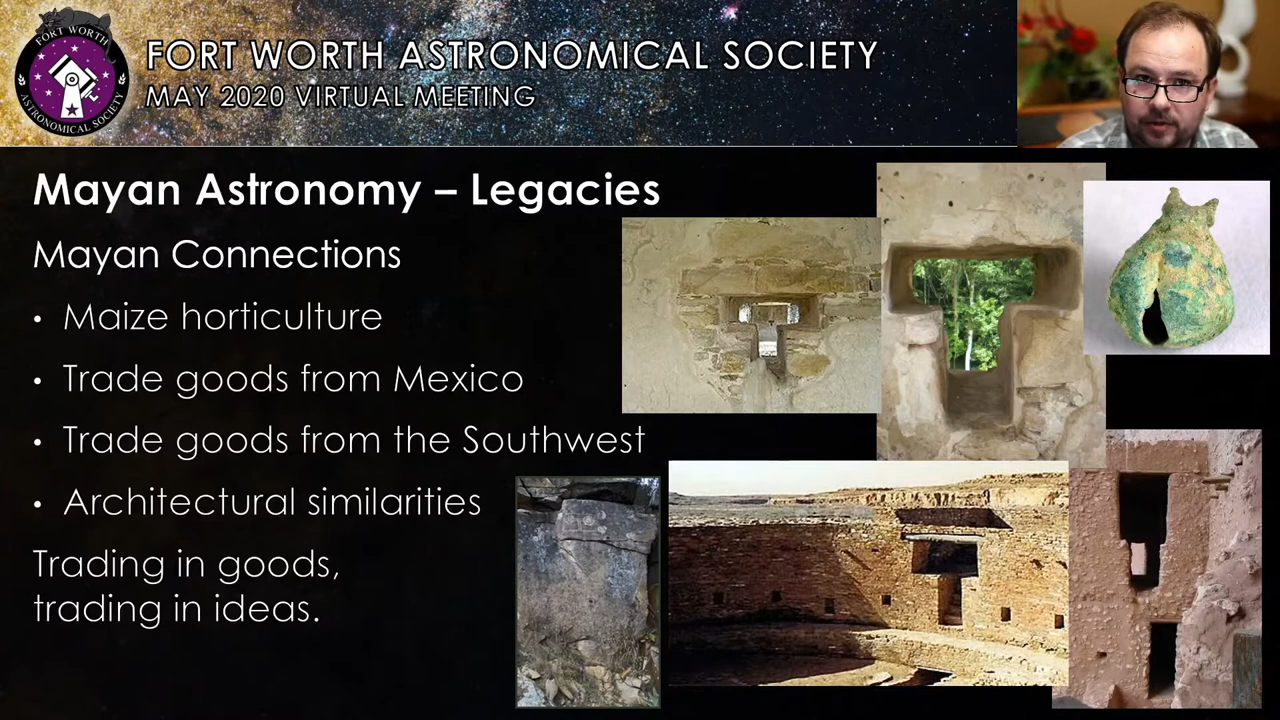 FORT WORTH
ASTRONOMICAL SOCIETY
FORT WORTH ASTRONOMICAL SOCIETY
MAY 2020 VIRTUAL MEETING
Mayan Astronomy – Legacies
Mayan Connections
• Maize horticulture
• Trade goods from Mexico
• Trade goods from the Southwest
• Architectural similarities
Trading in goods,
trading in ideas.